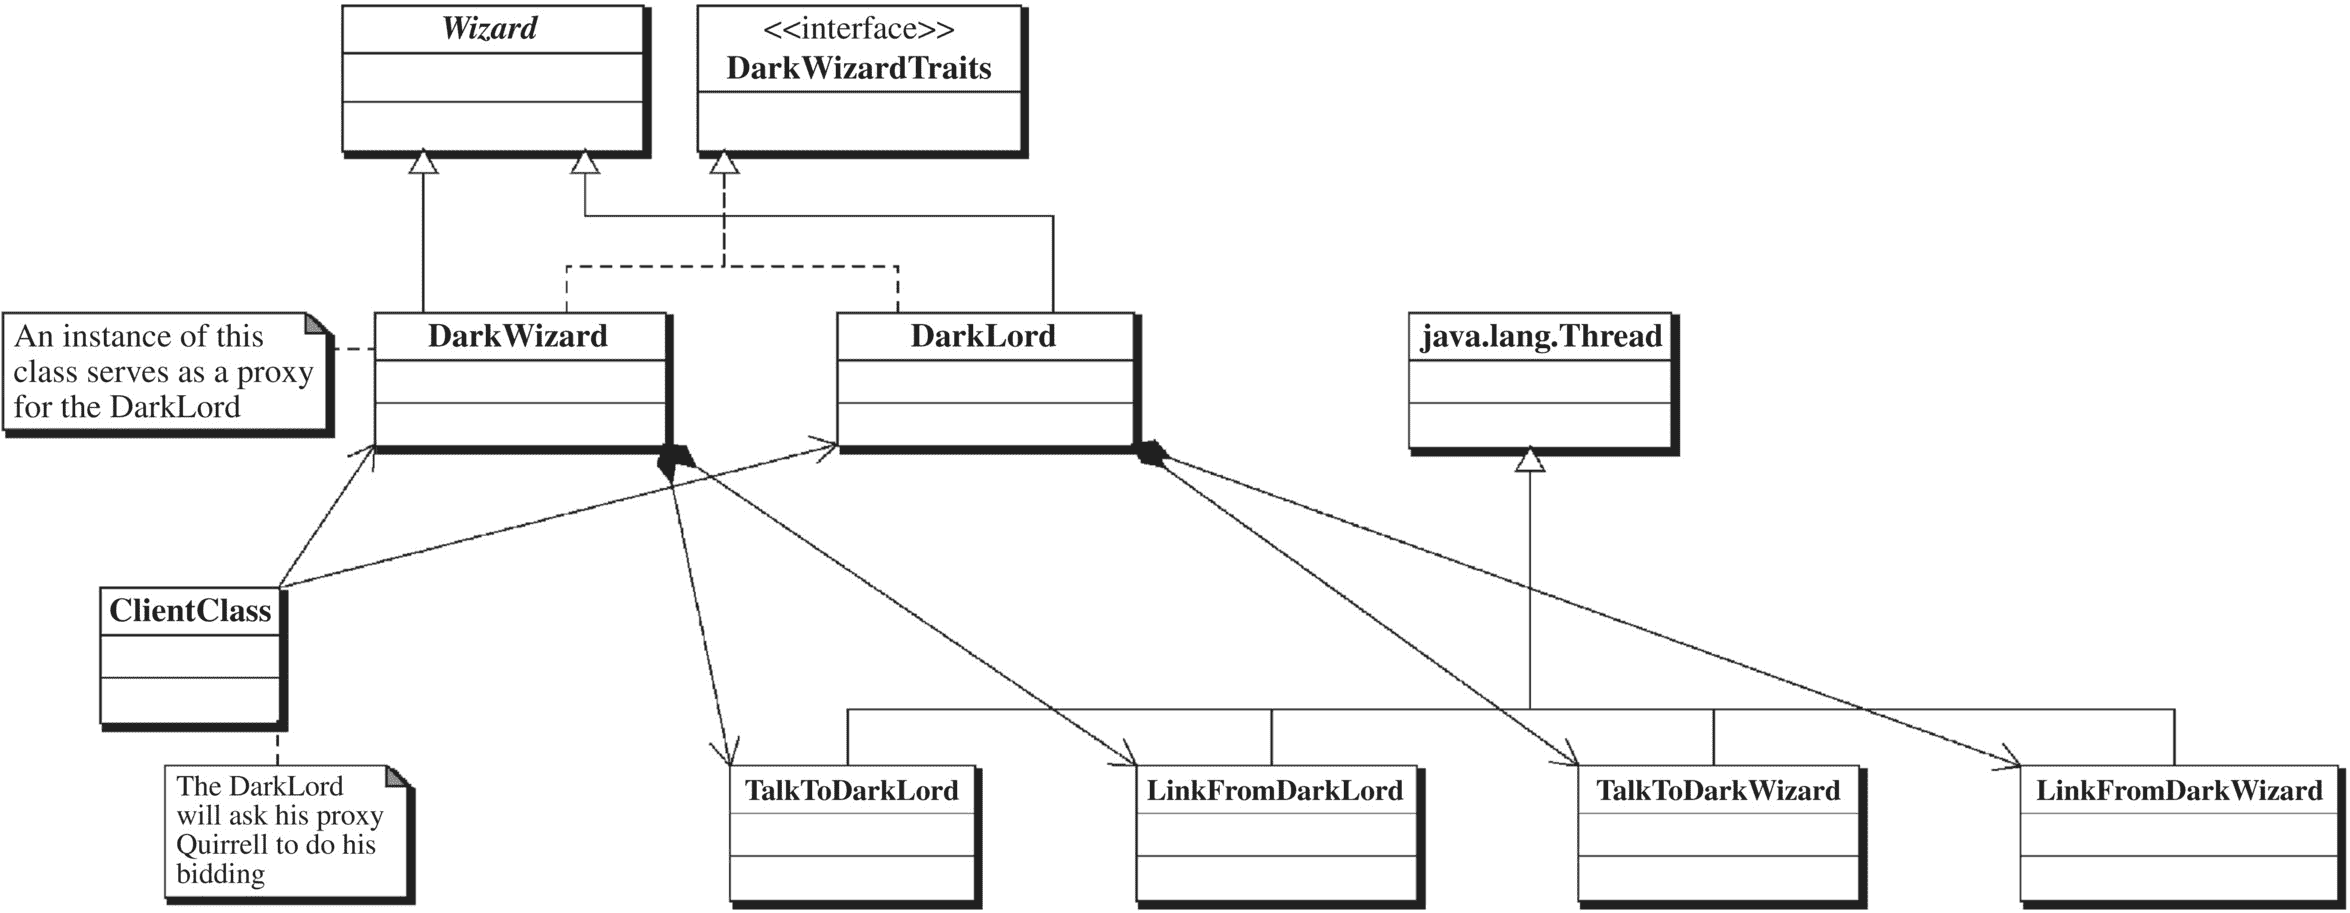 Wizard
<<interface>>
DarkWizardTraits
An instance of this
class serves as a proxy
for the DarkLord
DarkWizard
DarkLord
java.lang.Thread
ClientClass
The DarkLord
will ask his proxy
Quirrell to do his
bidding
TalkToDarkLord
LinkFromDarkLord
TalkToDarkWizard
LinkFromDarkWizard